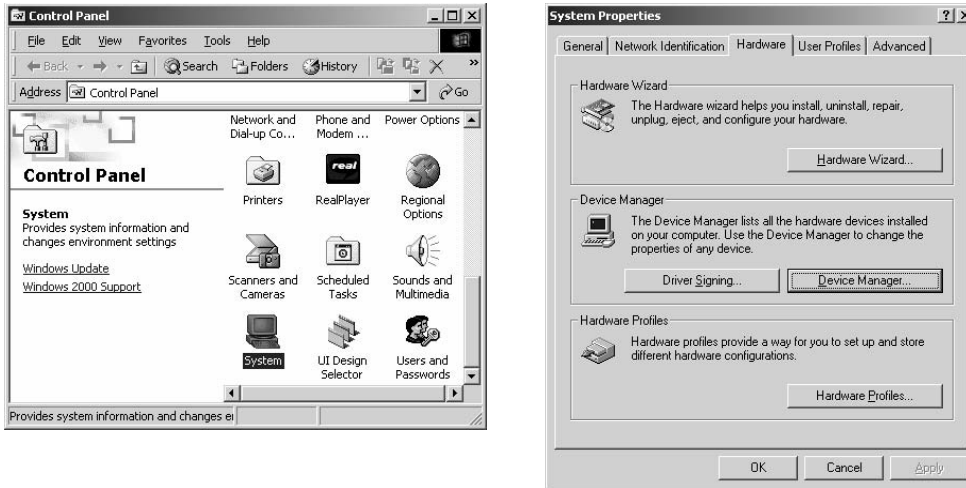 Control Panel
File Edit View Favorites Tools Help
Back Search Folders History »
Address Control Panel Go
Control Panel
System
Provides system information and
changes environment settings
Windows Update
Windows 2000 Support
Network and
Dial-up Co...
Phone and
Modem ...
Power Options
Printers
real
RealPlayer
Regional
Options
Scanners and
Cameras
Scheduled
Tasks
Sounds and
Multimedia
System
UI Design
Selector
Users and
Passwords
Provides system information and changes e
System Properties
General Network Identification Hardware User Profiles Advanced
Hardware Wizard
The Hardware wizard helps you install, uninstall, repair,
unplug, eject, and configure your hardware.
Hardware Wizard...
Device Manager
The Device Manager lists all the hardware devices installed
on your computer. Use the Device Manager to change the
properties of any device.
Driver Signing... Device Manager...
Hardware Profiles
Hardware profiles provide a way for you to set up and store
different hardware configurations.
Hardware Profiles...
OK Cancel Apply